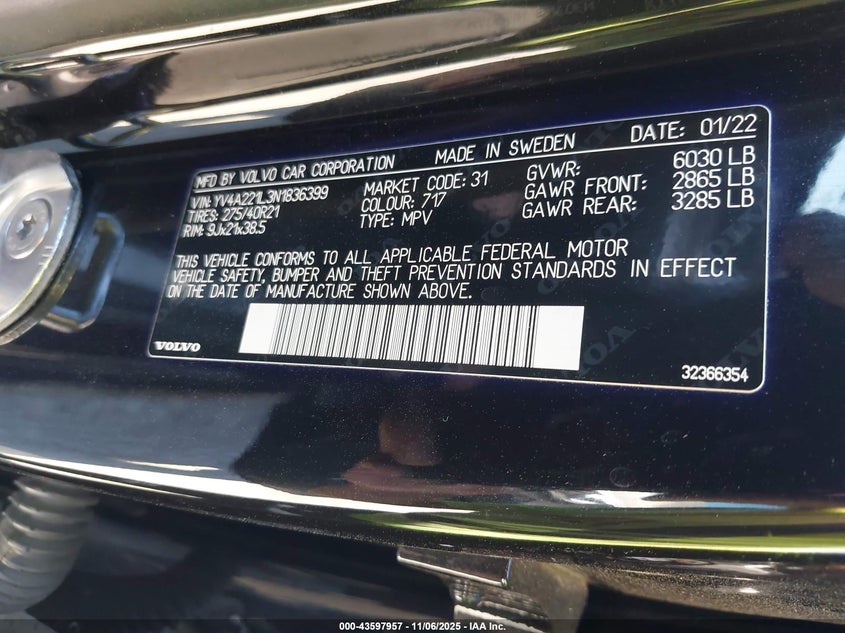 MFD BY VOLVO CAR CORPORATION MADE IN SWEDEN DATE: 01/22
VIN: YV4A221L3N1836399 MARKET CODE: 31 GVWR: 6030 LB
TIRES: 275/40R21 COLOUR: 717 GAWR FRONT: 2865 LB
RIM: 9Jx21x38.5 TYPE: MPV GAWR REAR: 3285 LB
THIS VEHICLE CONFORMS TO ALL APPLICABLE FEDERAL MOTOR
VEHICLE SAFETY, BUMPER AND THEFT PREVENTION STANDARDS IN EFFECT
ON THE DATE OF MANUFACTURE SHOWN ABOVE.
VOLVO 32366354
000-43597957 - 11/06/2025 - IAA Inc.